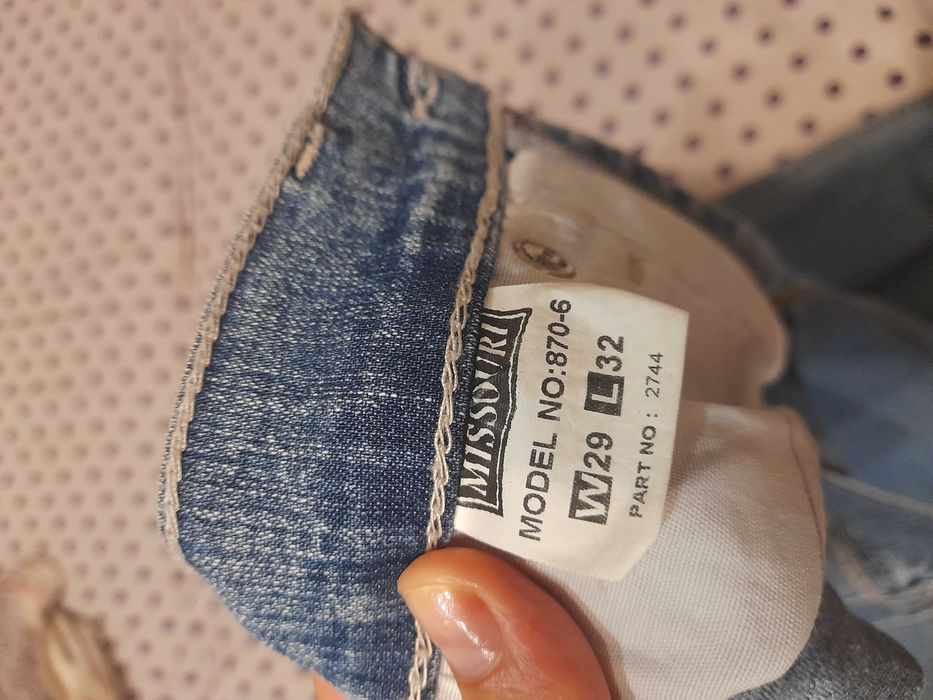 MISSOURI
MODEL NO:870-6
W29 L32
PART NO: 2744